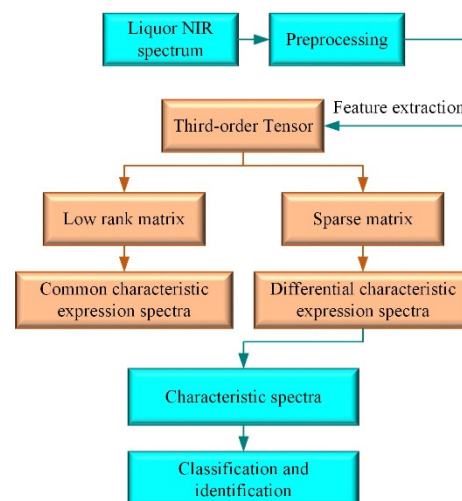 Liquor NIR
spectrum
Preprocessing
Feature extraction
Third-order Tensor
Low rank matrix
Sparse matrix
Common characteristic
expression spectra
Differential characteristic
expression spectra
Characteristic spectra
Classification and
identification